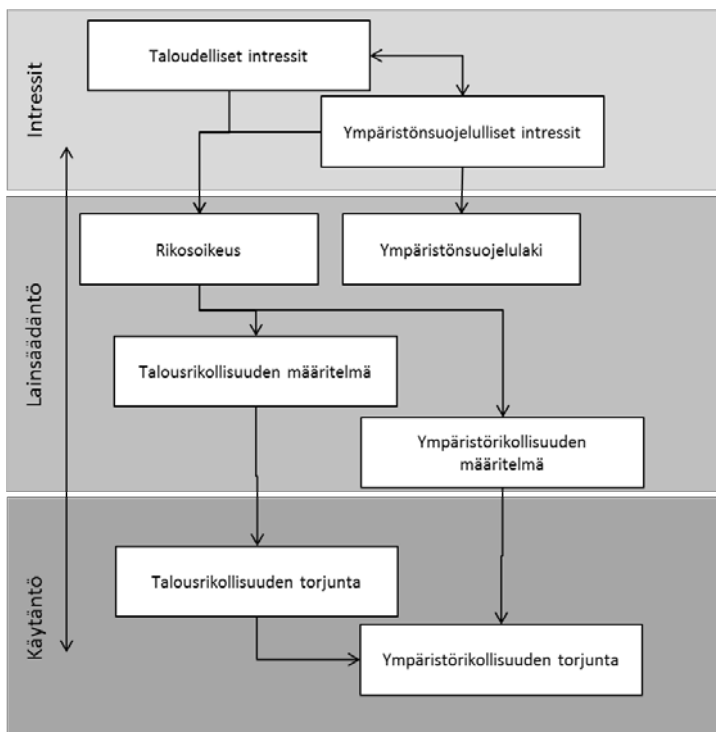 Intressit
Taloudelliset intressit
Ympäristönsuojelulliset intressit
Lainsäädäntö
Rikosoikeus
Ympäristönsuojelulaki
Talousrikollisuuden määritelmä
Ympäristörikollisuuden
määritelmä
Käytäntö
Talousrikollisuuden torjunta
Ympäristörikollisuuden torjunta